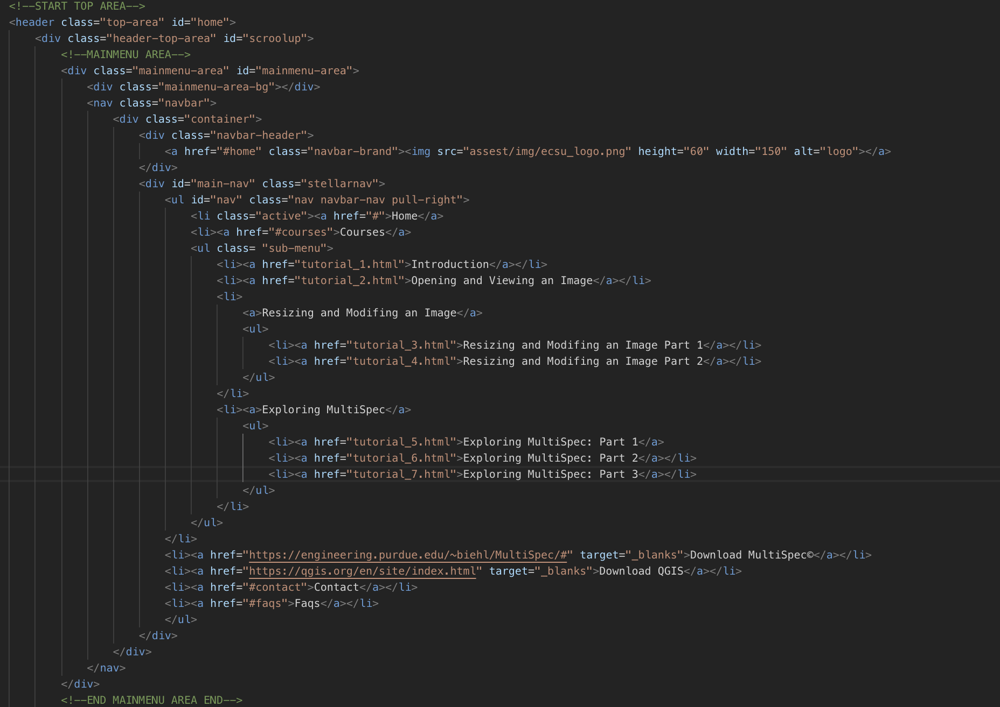 <!--START TOP AREA-->
<header class="top-area" id="home">
<div class="header-top-area" id="scroolup">
<!--MAINMENU AREA-->
<div class="mainmenu-area" id="mainmenu-area">
<div class="mainmenu-area-bg"></div>
<nav class="navbar">
<div class="container">
<div class="navbar-header">
<a href="#home" class="navbar-brand"><img src="assest/img/ecsu_logo.png" height="60" width="150" alt="logo"></a>
</div>
<div id="main-nav" class="stellarnav">
<ul id="nav" class="nav navbar-nav pull-right">
<li class="active"><a href="#">Home</a>
<li><a href="#courses">Courses</a>
<ul class= "sub-menu">
<li><a href="tutorial_1.html">Introduction</a></li>
<li><a href="tutorial_2.html">Opening and Viewing an Image</a></li>
<li>
<a>Resizing and Modifing an Image</a>
<ul>
<li><a href="tutorial_3.html">Resizing and Modifing an Image Part 1</a></li>
<li><a href="tutorial_4.html">Resizing and Modifing an Image Part 2</a></li>
</ul>
</li>
<li><a>Exploring MultiSpec</a>
<ul>
<li><a href="tutorial_5.html">Exploring MultiSpec: Part 1</a>
<li><a href="tutorial_6.html">Exploring MultiSpec: Part 2</a></li>
<li><a href="tutorial_7.html">Exploring MultiSpec: Part 3</a></li>
</ul>
</li>
</ul>
</li>
<li><a href="https://engineering.purdue.edu/~biehl/MultiSpec/#" target="_blanks">Download MultiSpec©</a></li>
<li><a href="https://qgis.org/en/site/index.html" target="_blanks">Download QGIS</a></li>
<li><a href="#contact">Contact</a></li>
<li><a href="#faqs">Faqs</a></li>
</ul>
</div>
</div>
</nav>
</div>
<!--END MAINMENU AREA END-->